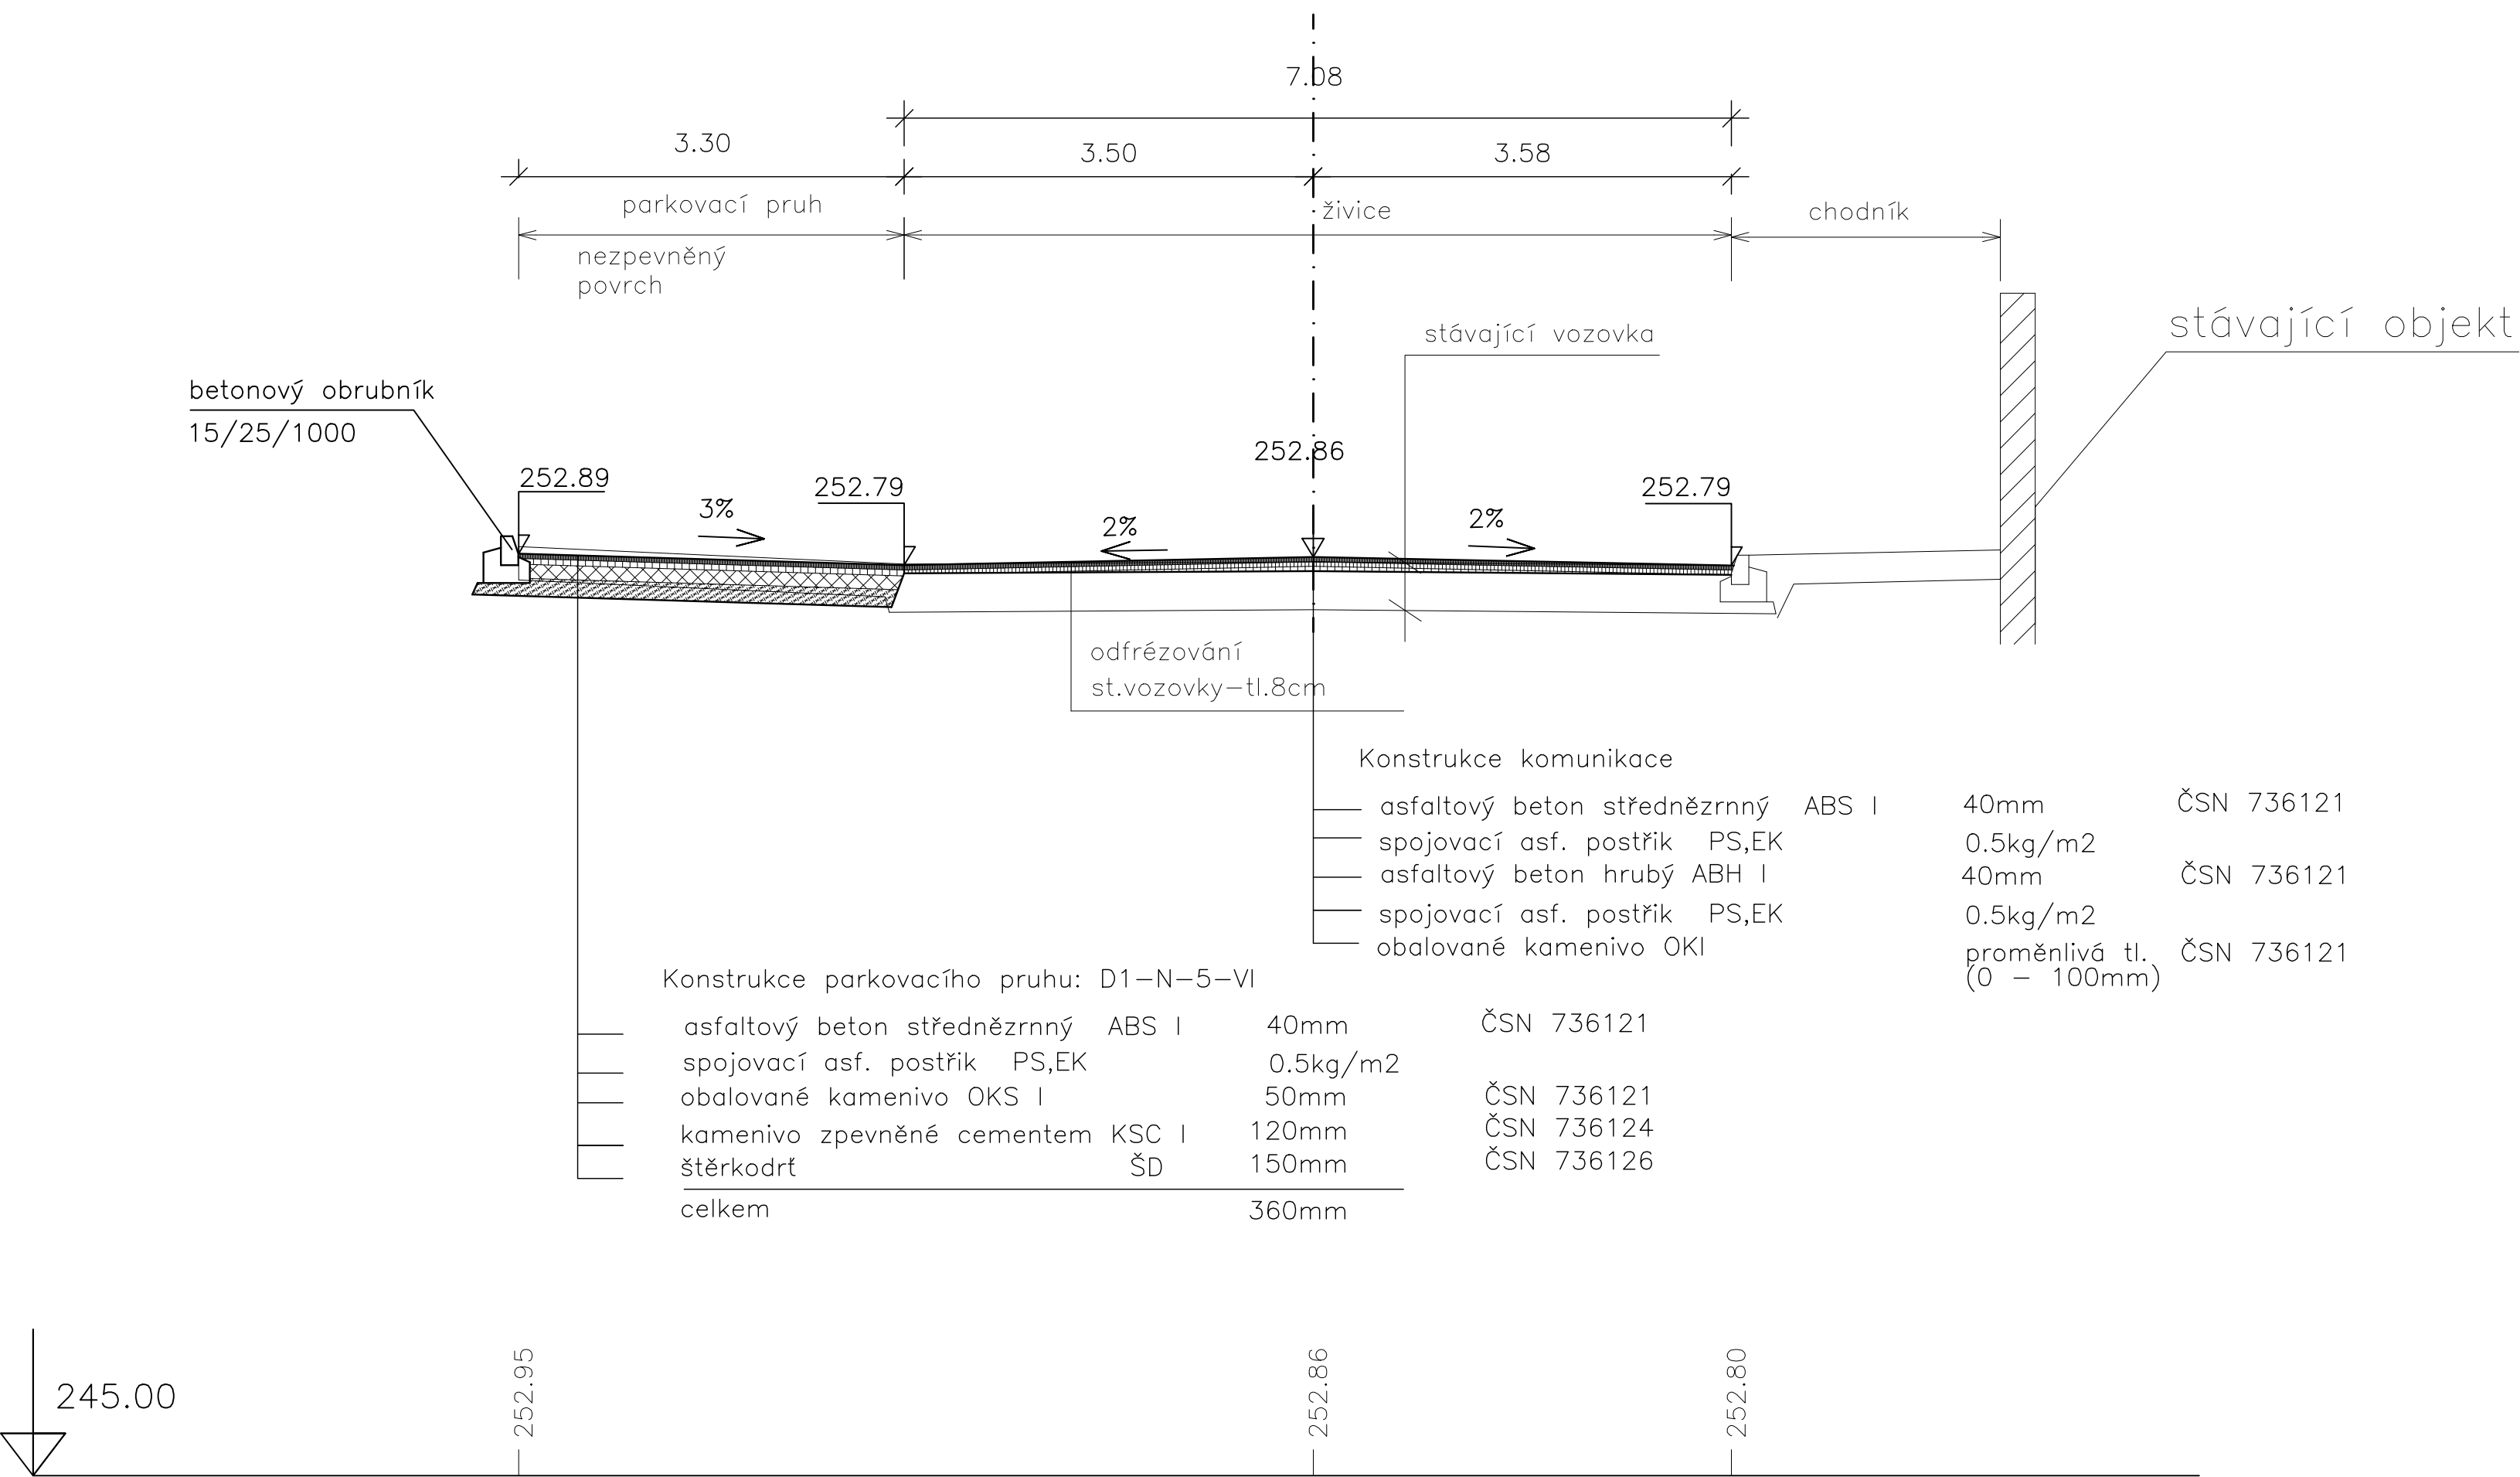 7.08
3.30
3.50
3.58
parkovací pruh
živice
chodník
nezpevněný
povrch
stávající vozovka
stávající objekt
betonový obrubník
15/25/1000
252.89
252.79
252.86
252.79
3%
2%
2%
odfrézování
st.vozovky-tl.8cm
Konstrukce komunikace
asfaltový beton střednězrnný ABS I 40mm ČSN 736121
spojovací asf. postřik PS,EK 0.5kg/m2
asfaltový beton hrubý ABH I 40mm ČSN 736121
spojovací asf. postřik PS,EK 0.5kg/m2
obalované kamenivo OKI proměnlivá tl. ČSN 736121
(0 - 100mm)
Konstrukce parkovacího pruhu: D1-N-5-VI
asfaltový beton střednězrnný ABS I 40mm ČSN 736121
spojovací asf. postřik PS,EK 0.5kg/m2
obalované kamenivo OKS I 50mm ČSN 736121
kamenivo zpevněné cementem KSC I 120mm ČSN 736124
štěrkodrť ŠD 150mm ČSN 736126
celkem 360mm
245.00
252.95
252.86
252.80